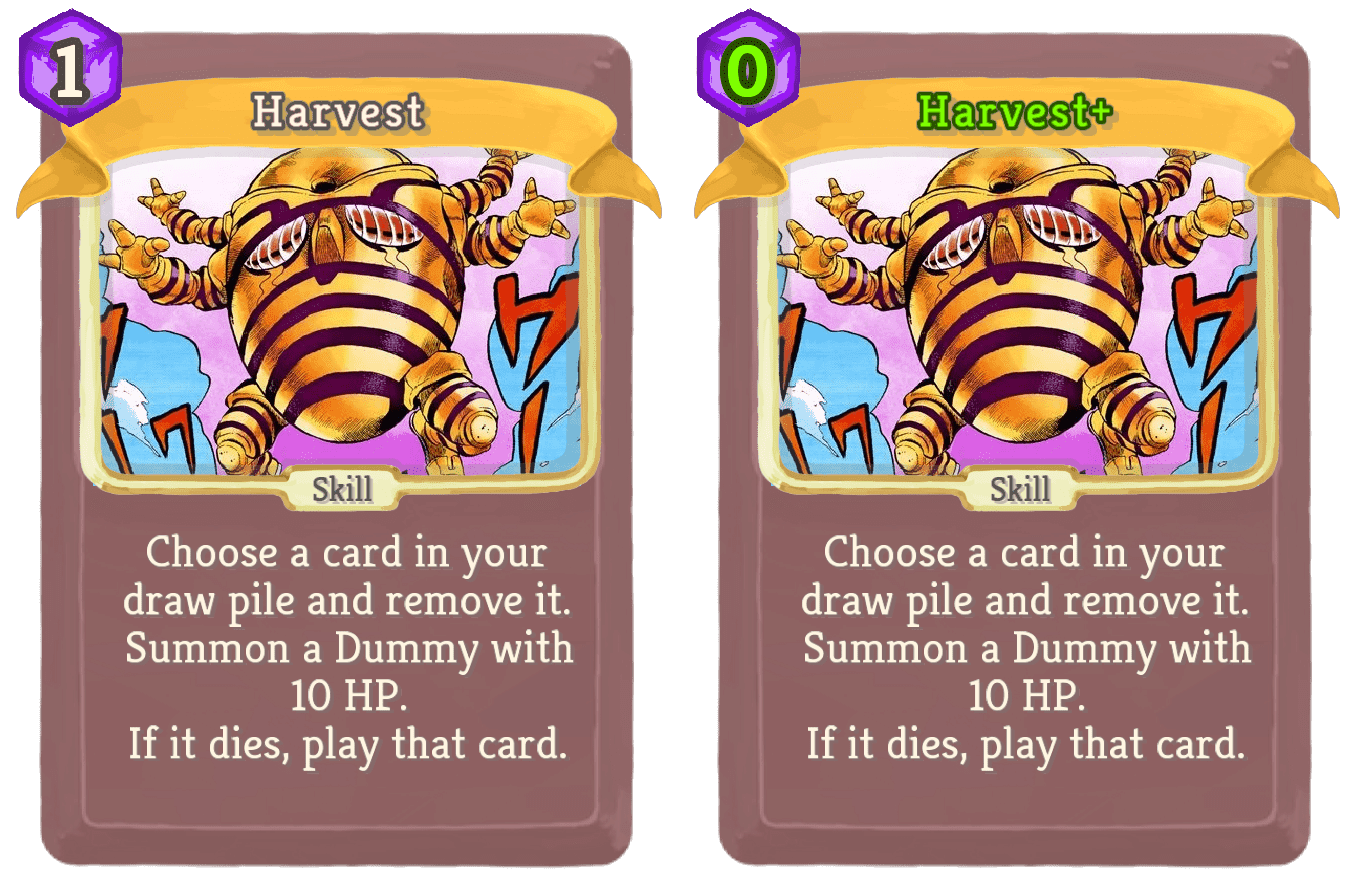 1
Harvest
Skill
Choose a card in your
draw pile and remove it.
Summon a Dummy with
10 HP.
If it dies, play that card.
0
Harvest+
Skill
Choose a card in your
draw pile and remove it.
Summon a Dummy with
10 HP.
If it dies, play that card.